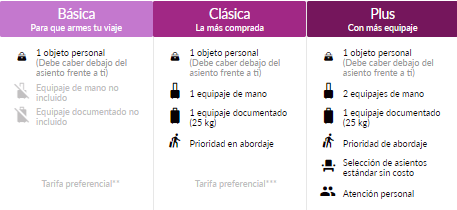 Básica
Para que armes tu viaje
1 objeto personal
(Debe caber debajo del
asiento frente a ti)
Equipaje de mano no
incluido
Equipaje documentado no
incluido
Tarifa preferencial**
Clásica
La más comprada
1 objeto personal
(Debe caber debajo del
asiento frente a ti)
1 equipaje de mano
1 equipaje documentado
(25 kg)
Prioridad en abordaje
Tarifa preferencial***
Plus
Con más equipaje
1 objeto personal
(Debe caber debajo del
asiento frente a ti)
2 equipajes de mano
1 equipaje documentado
(25 kg)
Prioridad de abordaje
Selección de asientos
estándar sin costo
Atención personal